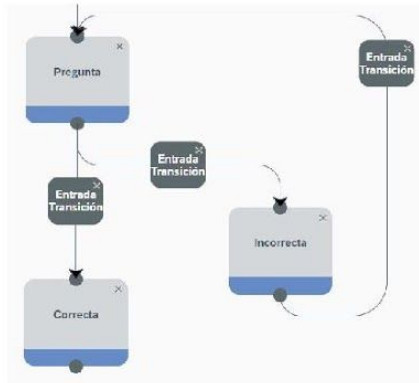 Entrada
Transición
Pregunta
Entrada
Transición
Entrada
Transición
Incorrecta
Correcta